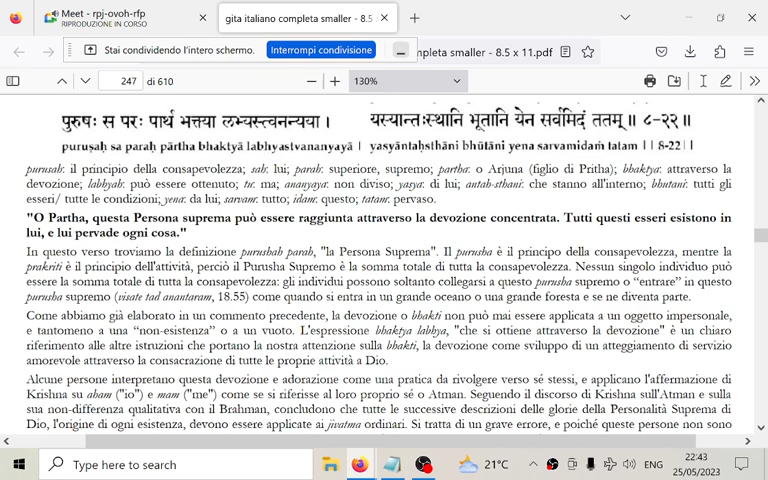 Meet - rpj-ovoh-rfp
RIPRODUZIONE IN CORSO
gita italiano completa smaller - 8.5
Stai condividendo l'intero schermo.
Interrompi condivisione
mpleta smaller - 8.5 x 11.pdf
247 di 610
130%
पुरुषः स परः पार्थ भक्त्या लभ्यस्त्वनन्यया । यस्यान्तःस्थानि भूतानि येन सर्वमिदं ततम् ॥ ८-२२॥
puruṣaḥ sa paraḥ pārtha bhaktyā labhyastvananyayā | yasyāntaḥsthāni bhūtāni yena sarvamidaṁ tatam | | 8-22| |
purusah: il principio della consapevolezza; sah: lui; parah: superiore, supremo; partha: o Arjuna (figlio di Pritha); bhaktya: attraverso la
devozione; labhyah: può essere ottenuto; tu: ma; ananyaya: non diviso; yasya: di lui; antah-sthani: che stanno all'interno; bhutani: tutti gli
esseri/ tutte le condizioni; yena: da lui; sarvam: tutto; idam: questo; tatam: pervaso.
"O Partha, questa Persona suprema può essere raggiunta attraverso la devozione concentrata. Tutti questi esseri esistono in
lui, e lui pervade ogni cosa."
In questo verso troviamo la definizione purushah parah, "la Persona Suprema". Il purusha è il principo della consapevolezza, mentre la
prakriti è il principio dell'attività, perciò il Purusha Supremo è la somma totale di tutta la consapevolezza. Nessun singolo individuo può
essere la somma totale di tutta la consapevolezza: gli individui possono soltanto collegarsi a questo purusha supremo o "entrare" in questo
purusha supremo (visate tad anantaram, 18.55) come quando si entra in un grande oceano o una grande foresta e se ne diventa parte.
Come abbiamo già elaborato in un commento precedente, la devozione o bhakti non può mai essere applicata a un oggetto impersonale,
e tantomeno a una "non-esistenza" o a un vuoto. L'espressione bhaktya labhya, "che si ottiene attraverso la devozione" è un chiaro
riferimento alle altre istruzioni che portano la nostra attenzione sulla bhakti, la devozione come sviluppo di un atteggiamento di servizio
amorevole attraverso la consacrazione di tutte le proprie attività a Dio.
Alcune persone interpretano questa devozione e adorazione come una pratica da rivolgere verso sé stessi, e applicano l'affermazione di
Krishna su aham ("io") e mam ("me") come se si riferisse al loro proprio sé o Atman. Seguendo il discorso di Krishna sull'Atman e sulla
sua non-differenza qualitativa con il Brahman, concludono che tutte le successive descrizioni delle glorie della Personalità Suprema di
Dio, l'origine di ogni esistenza, devono essere applicate ai jivatma ordinari. Si tratta di un grave errore, e poiché queste persone non sono
Type here to search
21°C
ENG
22:43
25/05/2023